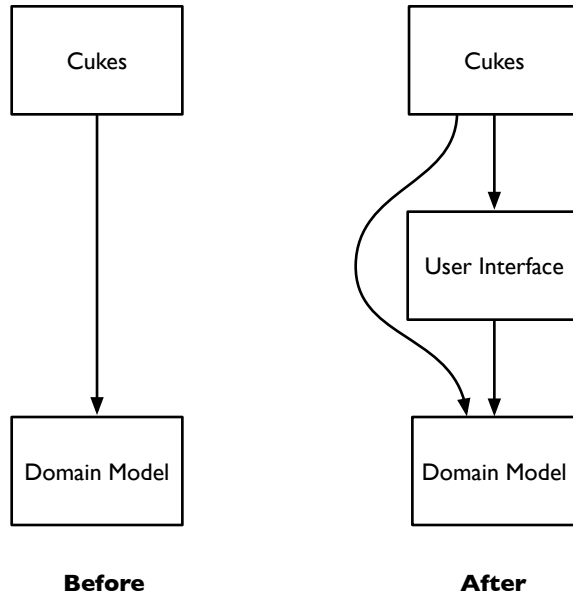 Cukes
Cukes
User Interface
Domain Model
Domain Model
Before
After